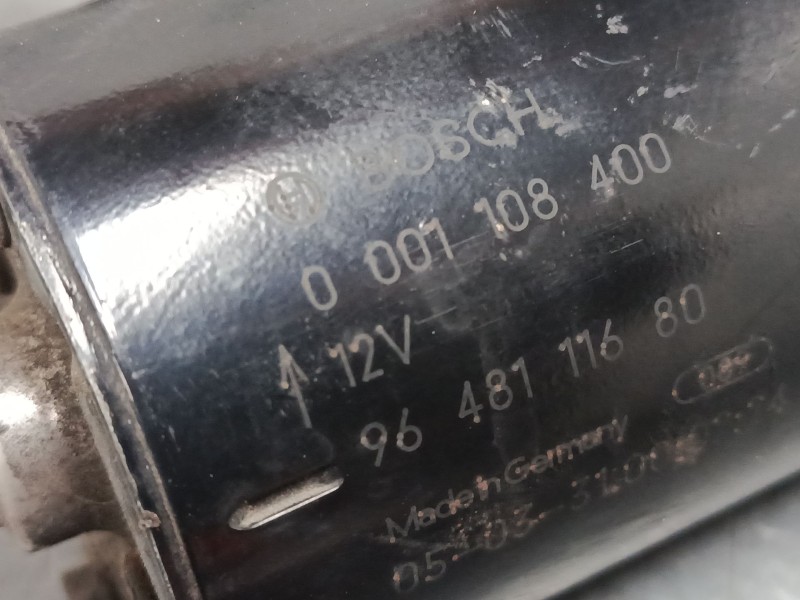 BOSCH
0 001 108 400
12V
96 481 116 80
Made in Germany